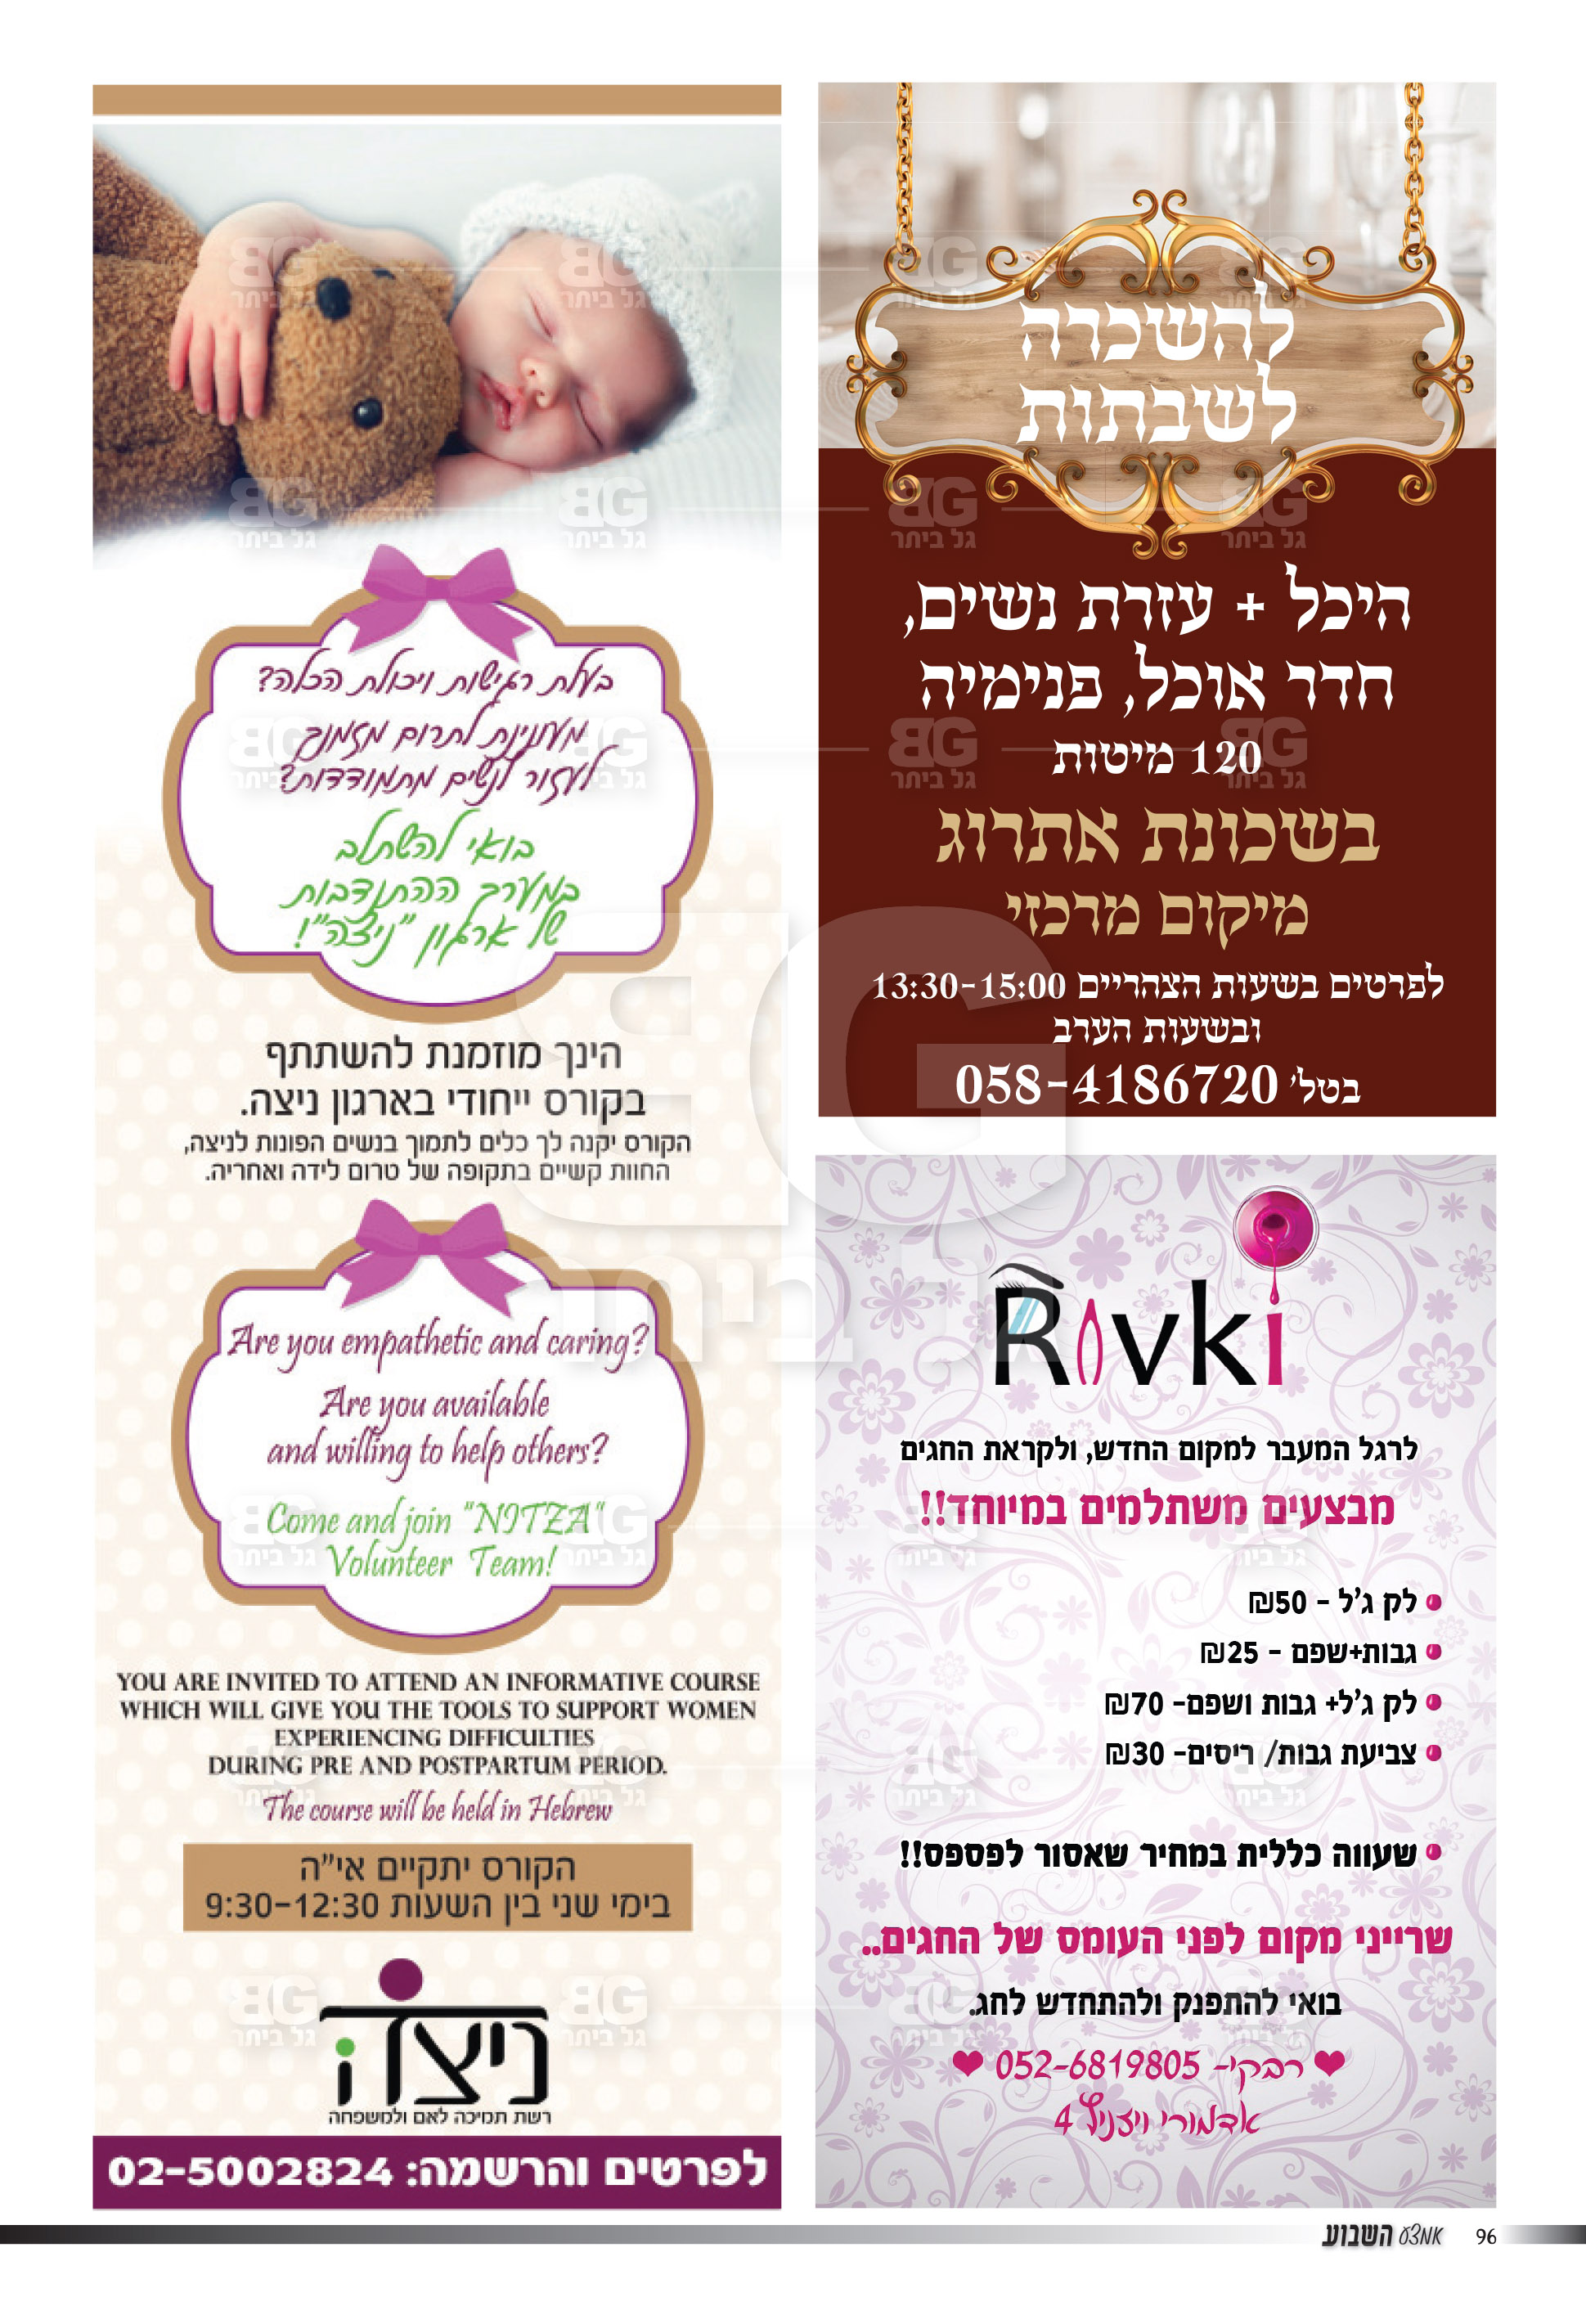 להשכרה
לשבתות
היכל + עזרת נשים,
חדר אוכל, פנימיה
120 מיטות
בשכונת אתרוג
מיקום מרכזי
לפרטים בשעות הצהריים 13:30-15:00
ובשעות הערב
בטל' 058-4186720
Rivki
לרגל המעבר למקום החדש, ולקראת החגים
מבצעים משתלמים במיוחד!!
• לק ג'ל - 50₪
• גבות+שפם - 25₪
• לק ג'ל+ גבות ושפם- 70₪
• צביעת גבות/ ריסים- 30₪
• שעווה כללית במחיר שאסור לפספס!!
שרייני מקום לפני העומס של החגים..
בואי להתפנק ולהתחדש לחג.
רבקי- 052-6819805
אדמורי ויזניץ 4
בעלת רגישות ויכולת הכלה?
מעונינת לתרום מזמנך
לעזור לנשים מתמודדות?
בואי להשתלב
במערך ההתנדבות
של ארגון "ניצה"!
הינך מוזמנת להשתתף
בקורס ייחודי בארגון ניצה.
הקורס יקנה לך כלים לתמוך בנשים הפונות לניצה,
החוות קשיים בתקופה של טרום לידה ואחריה.
Are you empathetic and caring?
Are you available
and willing to help others?
Come and join "NITZA"
Volunteer Team!
YOU ARE INVITED TO ATTEND AN INFORMATIVE COURSE
WHICH WILL GIVE YOU THE TOOLS TO SUPPORT WOMEN
EXPERIENCING DIFFICULTIES
DURING PRE AND POSTPARTUM PERIOD.
The course will be held in Hebrew
הקורס יתקיים אי"ה
בימי שני בין השעות 9:30-12:30
ניצה
רשת תמיכה לאם ולמשפחה
לפרטים והרשמה: 02-5002824
BG
גל ביתר
96 אמצע השבוע